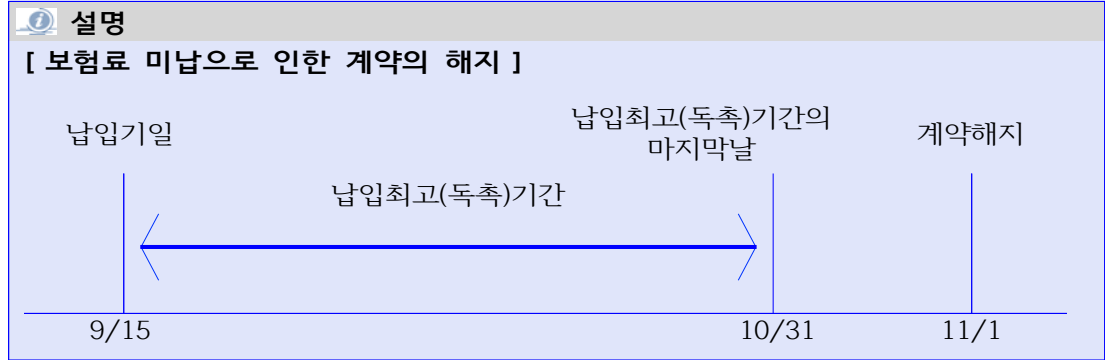 설명
[ 보험료 미납으로 인한 계약의 해지 ]
납입기일
납입최고(독촉)기간의
마지막날
계약해지
납입최고(독촉)기간
9/15
10/31
11/1